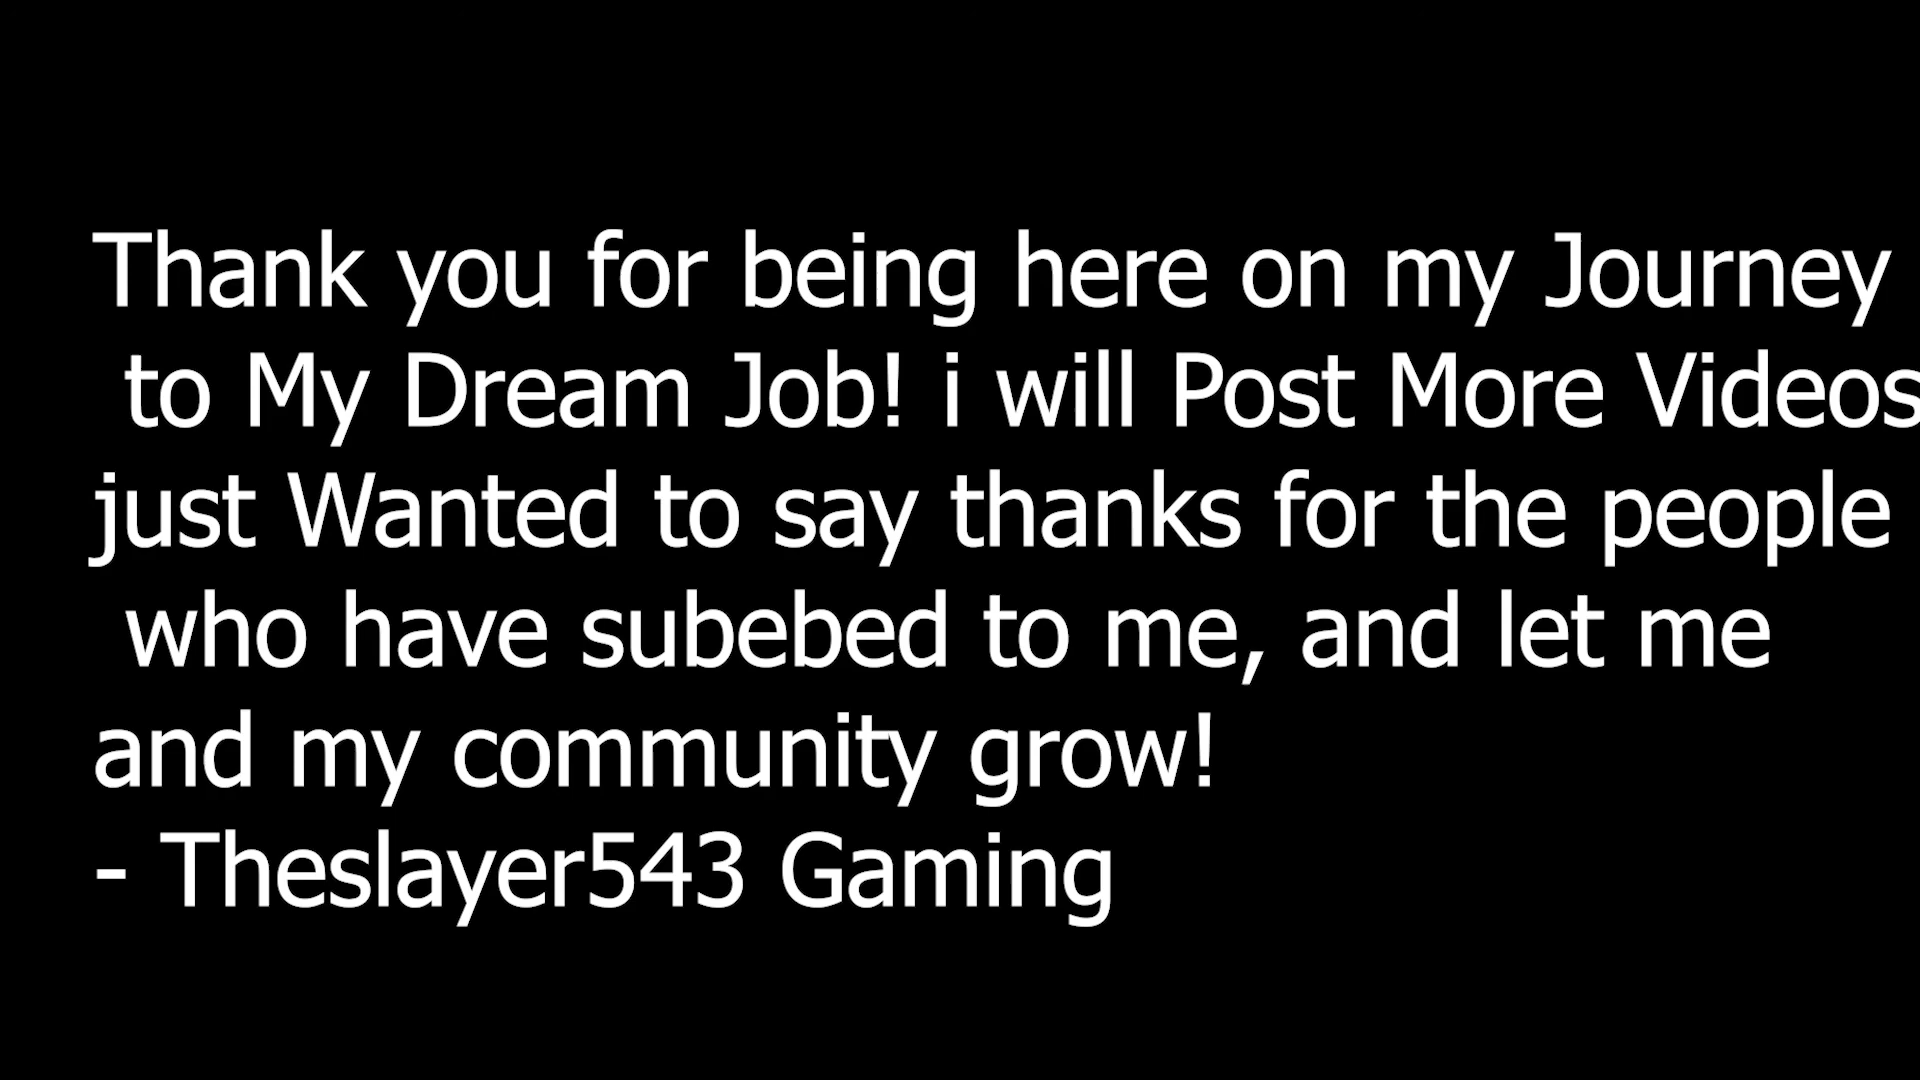 Thank you for being here on my Journey
to My Dream Job! i will Post More Videos
just Wanted to say thanks for the people
who have subebed to me, and let me
and my community grow!
- Theslayer543 Gaming